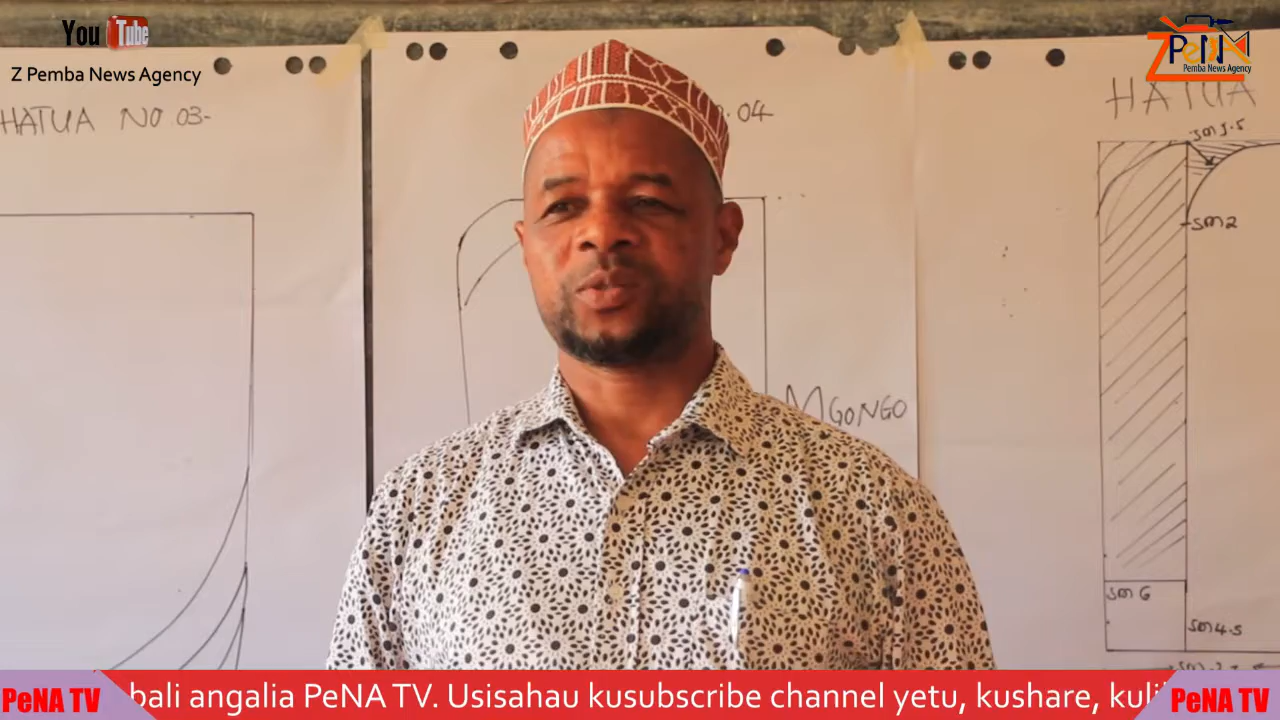 You Tube
Z Pemba News Agency
ZPeNA
Pemba News Agency
HATUA NO.03-
04
HATUA
sm 2
MGONGO
sm 6
sm 4.5
PeNA TV
bali angalia PeNA TV. Usisahau kusubscribe channel yetu, kushare, kuli
PeNA TV